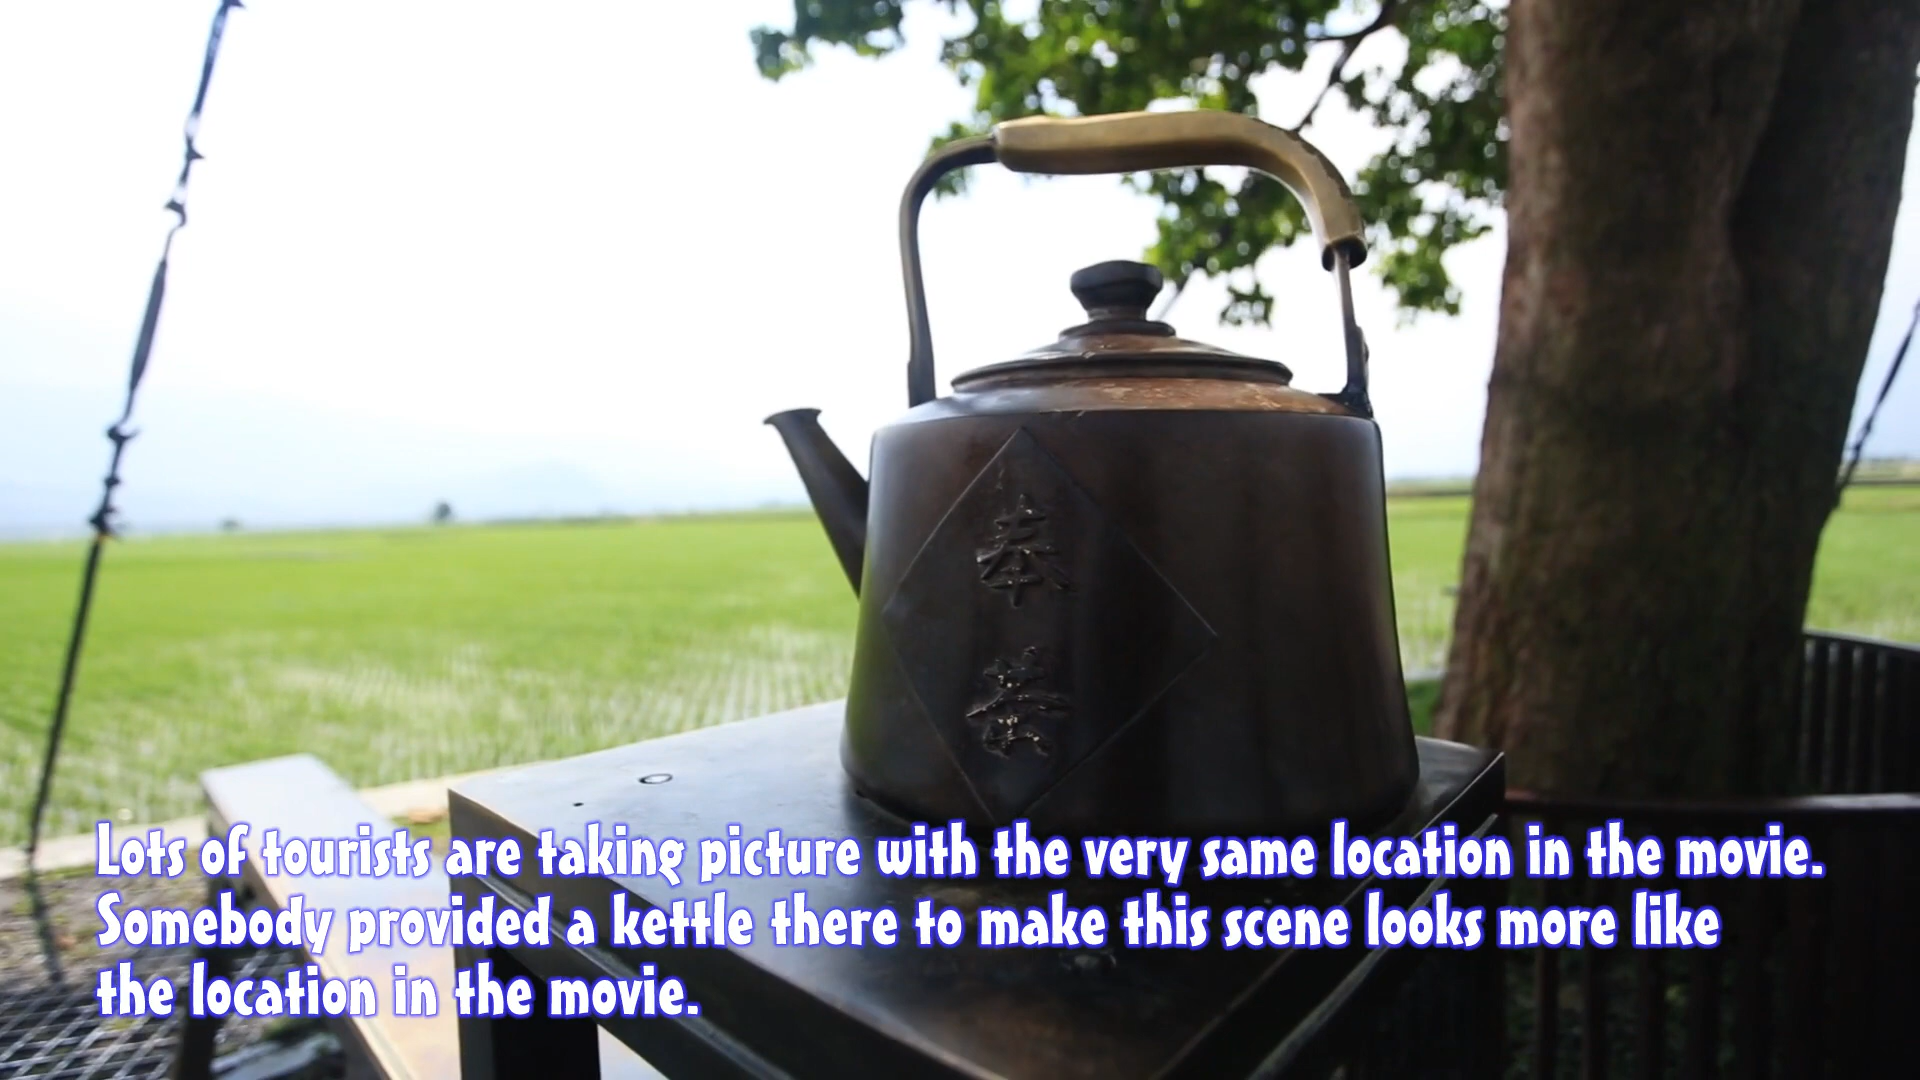 奉
茶
Lots of tourists are taking picture with the very same location in the movie.
Somebody provided a kettle there to make this scene looks more like
the location in the movie.